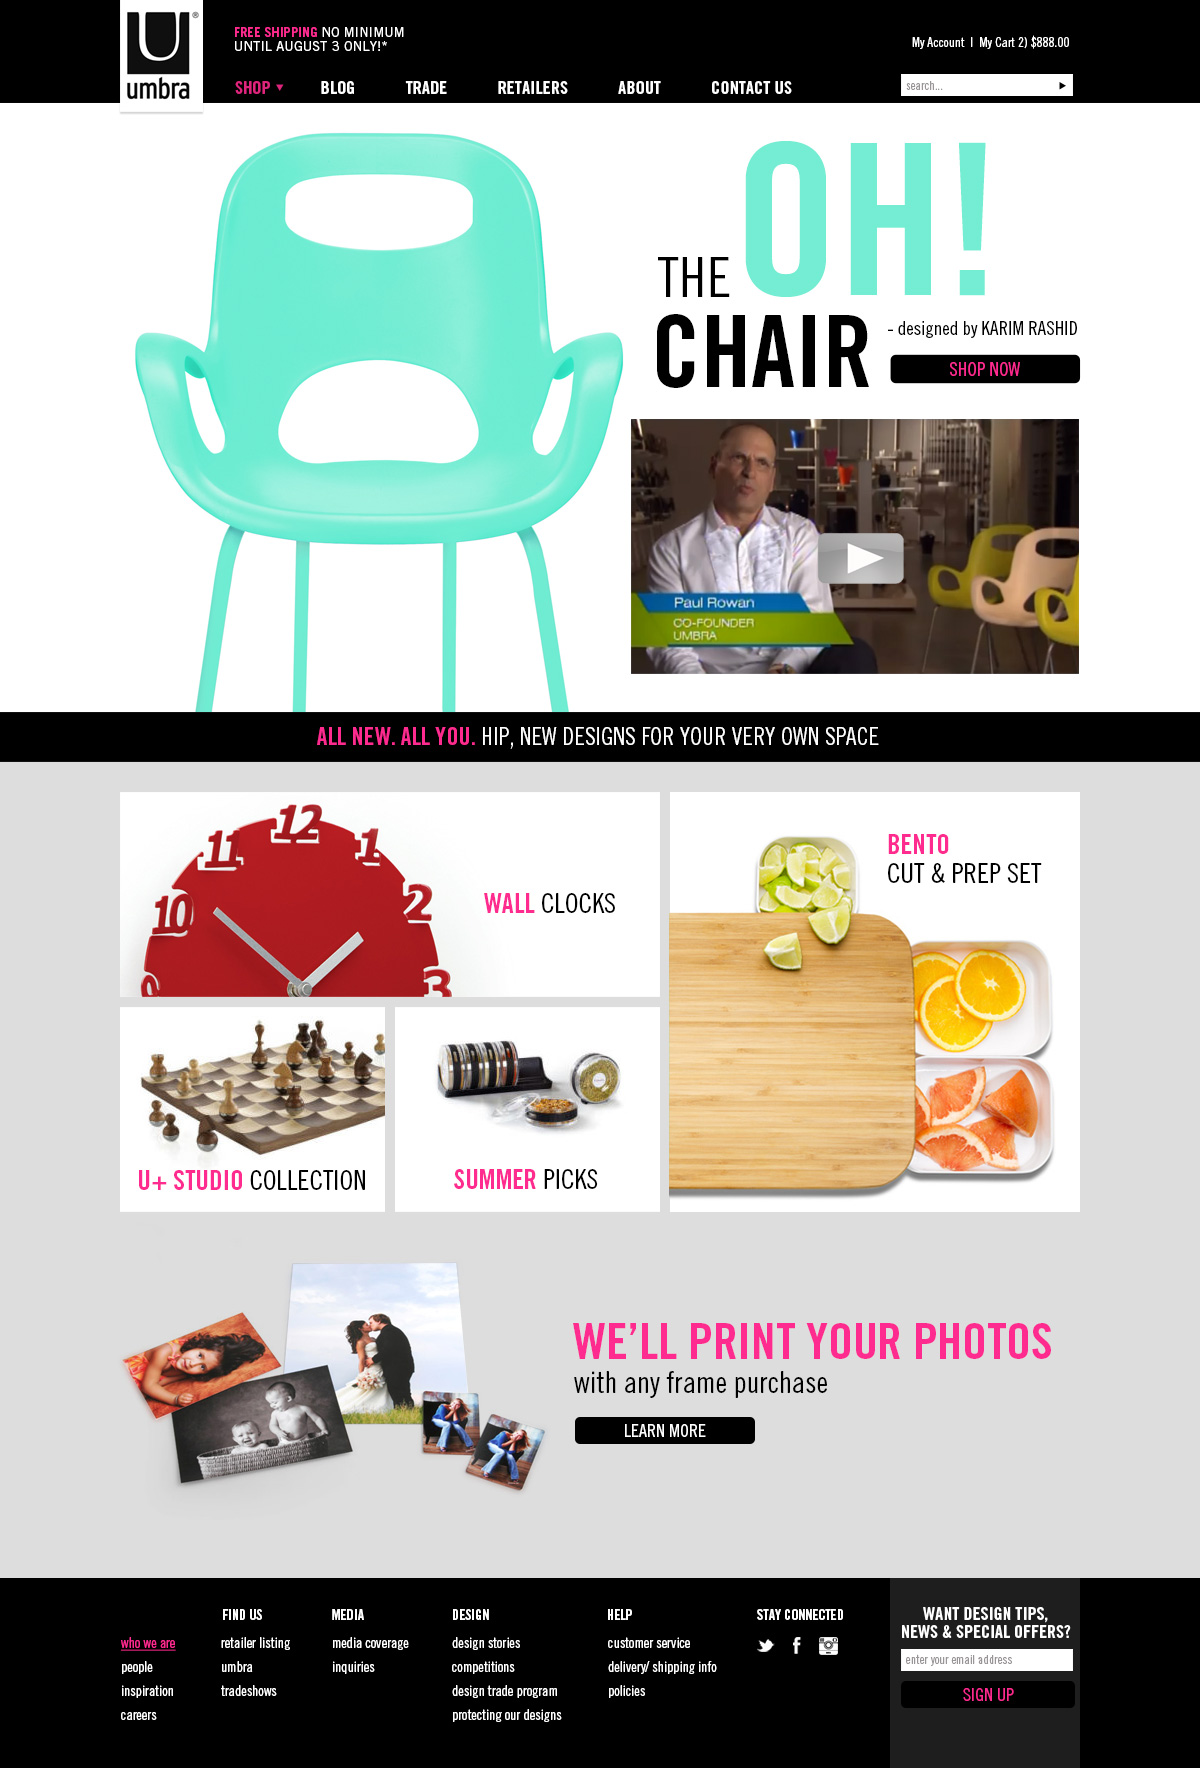 U®
umbra
FREE SHIPPING NO MINIMUM
UNTIL AUGUST 3 ONLY!*
My Account | My Cart 2) $888.00
SHOP ▾ BLOG TRADE RETAILERS ABOUT CONTACT US
search...
THE OH!
CHAIR
- designed by KARIM RASHID
SHOP NOW
Paul Rowan
CO-FOUNDER
UMBRA
ALL NEW. ALL YOU. HIP, NEW DESIGNS FOR YOUR VERY OWN SPACE
10 11 12 1 2 3
WALL CLOCKS
BENTO
CUT & PREP SET
U+ STUDIO COLLECTION
SUMMER PICKS
WE'LL PRINT YOUR PHOTOS
with any frame purchase
LEARN MORE
who we are
people
inspiration
careers
FIND US
retailer listing
umbra
tradeshows
MEDIA
media coverage
inquiries
DESIGN
design stories
competitions
design trade program
protecting our designs
HELP
customer service
delivery/ shipping info
policies
STAY CONNECTED
WANT DESIGN TIPS,
NEWS & SPECIAL OFFERS?
enter your email address
SIGN UP